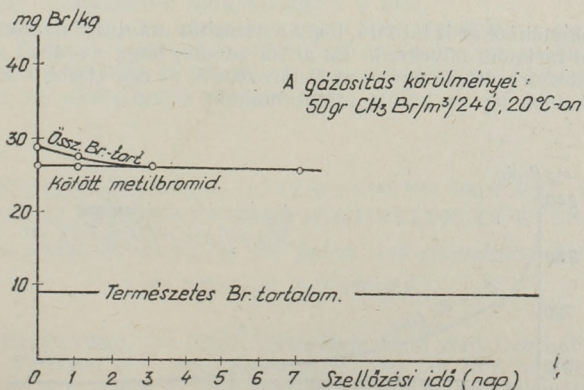 mg Br/kg
40
30
20
10
A gázosítás körülményei:
50gr CH3 Br/m³/24 ó, 20°C-on
Össz. Br.-tart.
Kötött metilbromid.
Természetes Br. tartalom.
0 1 2 3 4 5 6 7 Szellőzési idő (nap)